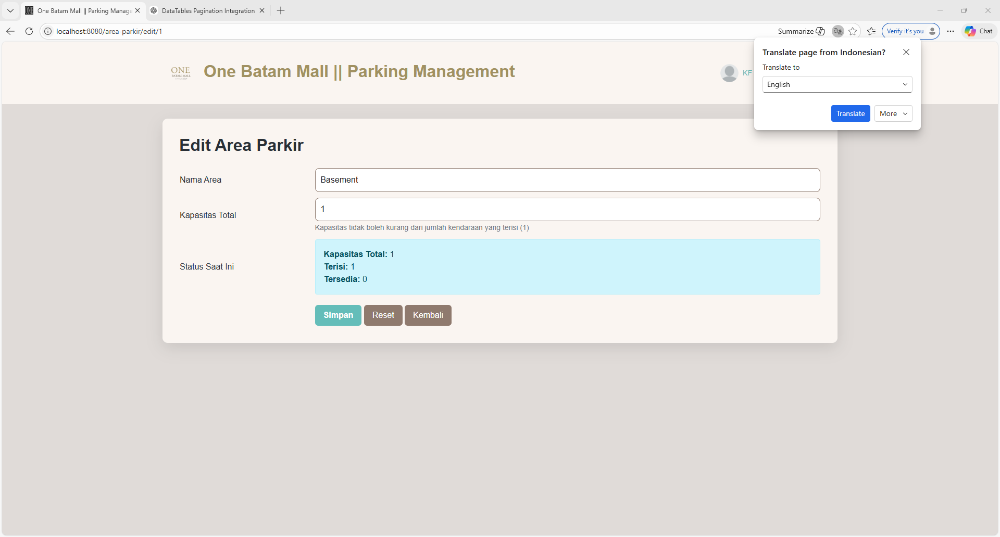 One Batam Mall || Parking Manage
DataTables Pagination Integration
localhost:8080/area-parkir/edit/1
Summarize
Verify it's you
Chat
Translate page from Indonesian?
Translate to
English
Translate
More
ONE
BATAM MALL
One Batam Mall || Parking Management
KF
Edit Area Parkir
Nama Area
Basement
Kapasitas Total
1
Kapasitas tidak boleh kurang dari jumlah kendaraan yang terisi (1)
Status Saat Ini
Kapasitas Total: 1
Terisi: 1
Tersedia: 0
Simpan
Reset
Kembali